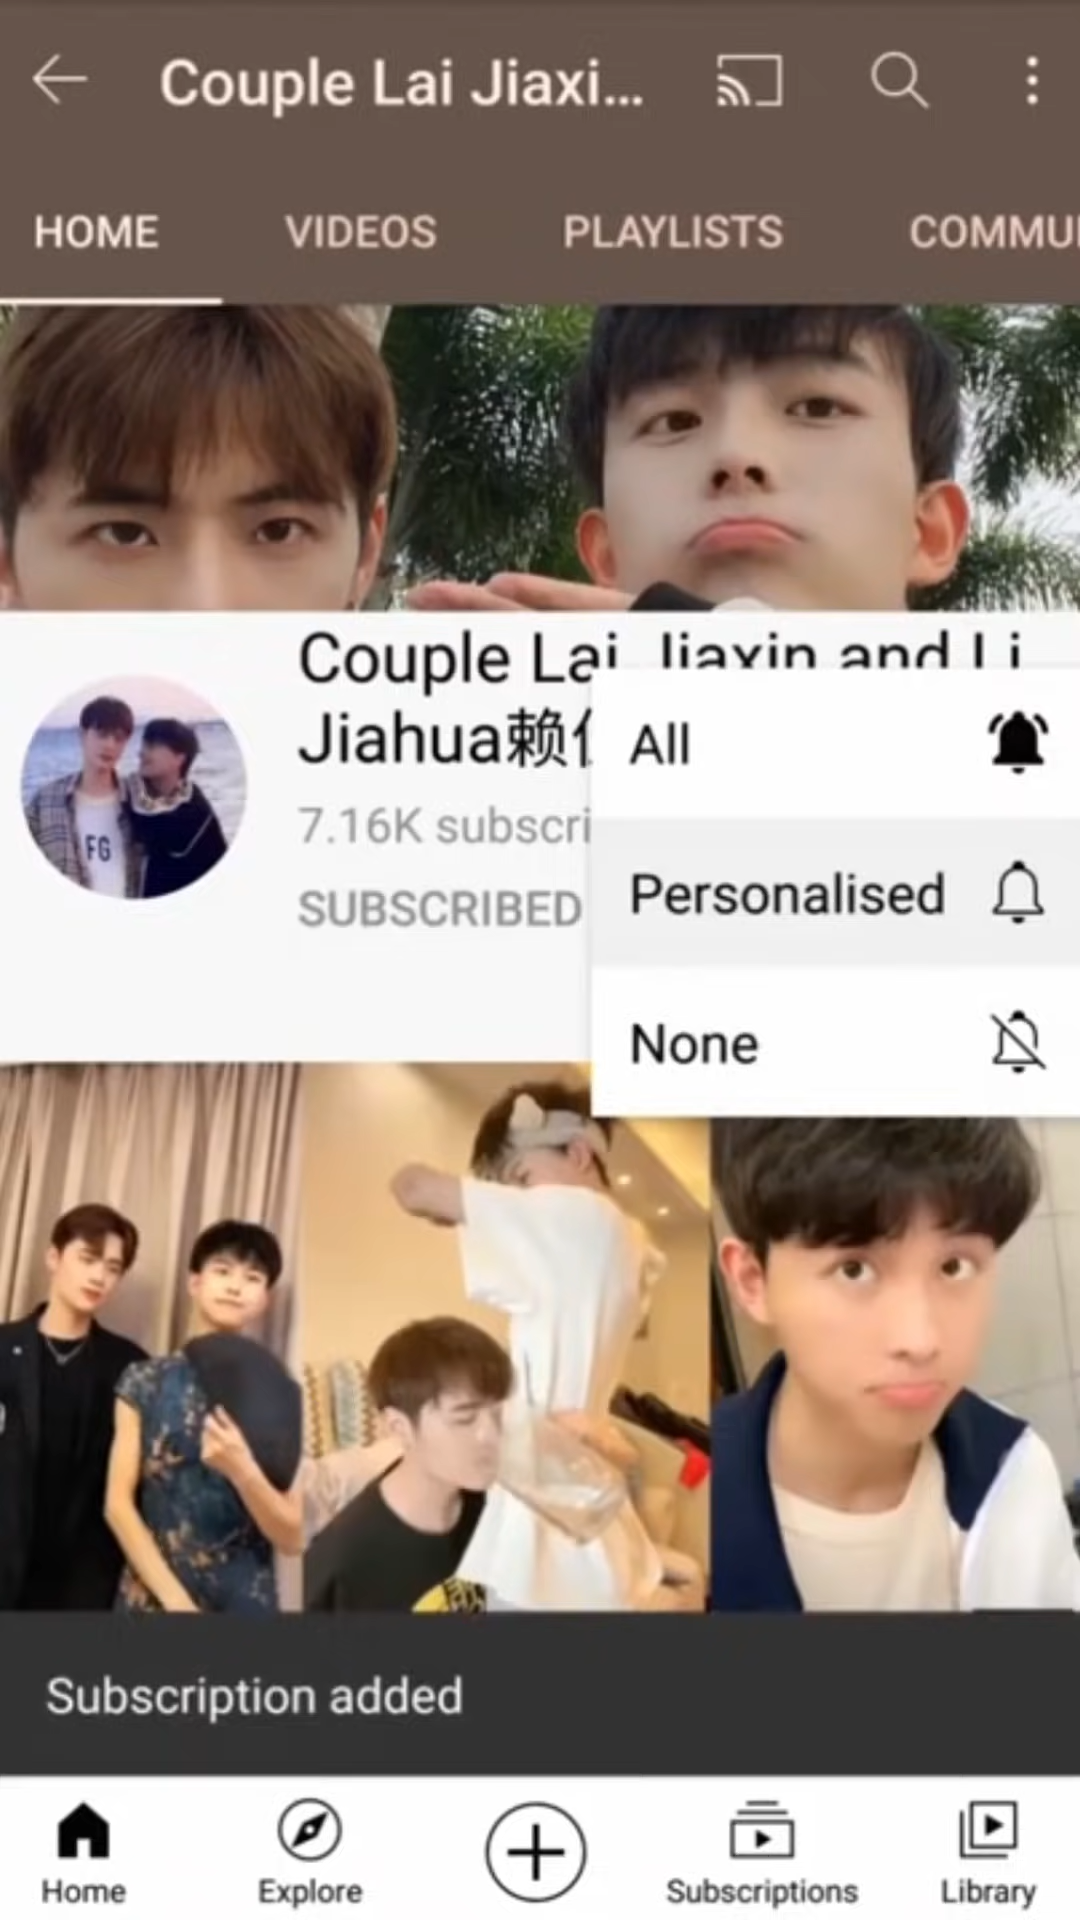 Couple Lai Jiaxi...
HOME VIDEOS PLAYLISTS COMMU
Couple Lai Jiaxin and Li
Jiahua赖
7.16K subscri
SUBSCRIBED
All
Personalised
None
FG
Subscription added
Home Explore Subscriptions Library